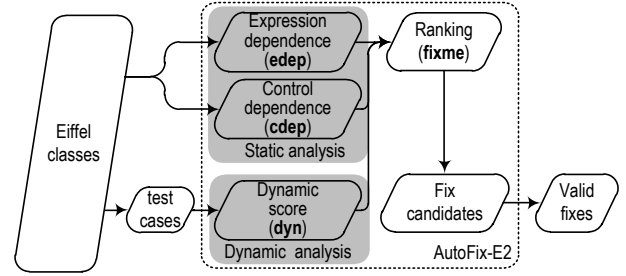 Eiffel
classes
test
cases
Expression
dependence
(edep)
Control
dependence
(cdep)
Static analysis
Dynamic
score
(dyn)
Dynamic analysis
Ranking
(fixme)
Fix
candidates
AutoFix-E2
Valid
fixes